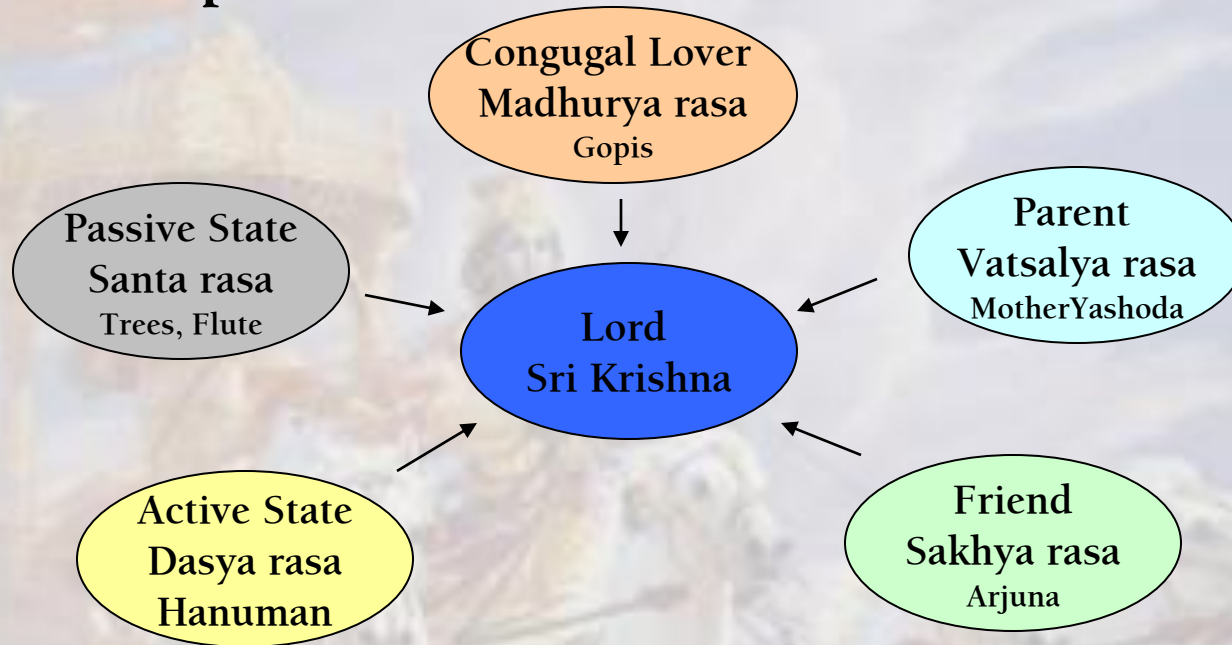 Congugal Lover
Madhurya rasa
Gopis
Passive State
Santa rasa
Trees, Flute
Parent
Vatsalya rasa
MotherYashoda
Lord
Sri Krishna
Active State
Dasya rasa
Hanuman
Friend
Sakhya rasa
Arjuna